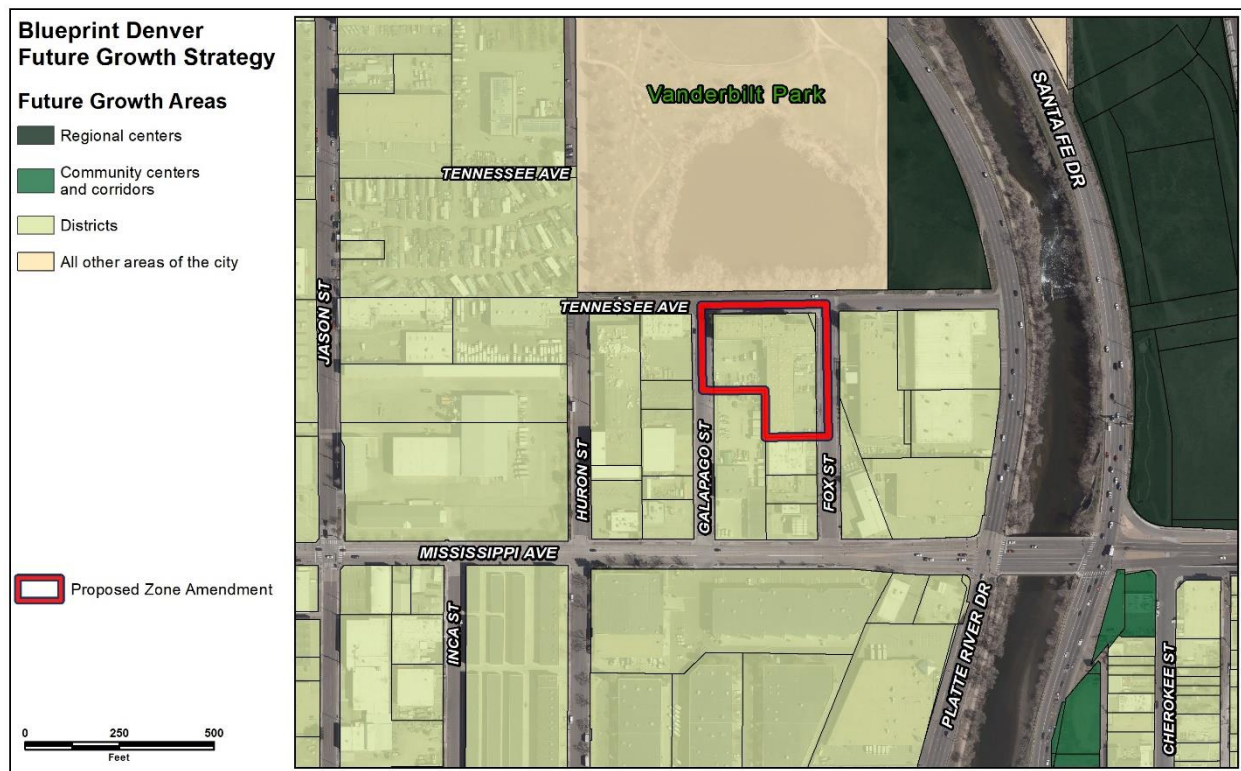 Blueprint Denver
Future Growth Strategy
Future Growth Areas
Regional centers
Community centers
and corridors
Districts
All other areas of the city
Proposed Zone Amendment
0 250 500
Feet
Vanderbilt Park
SANTA FE DR
TENNESSEE AVE
JASON ST
TENNESSEE AVE
HURON ST
GALAPAGO ST
FOX ST
MISSISSIPPI AVE
INCA ST
PLATTE RIVER DR
CHEROKEE ST